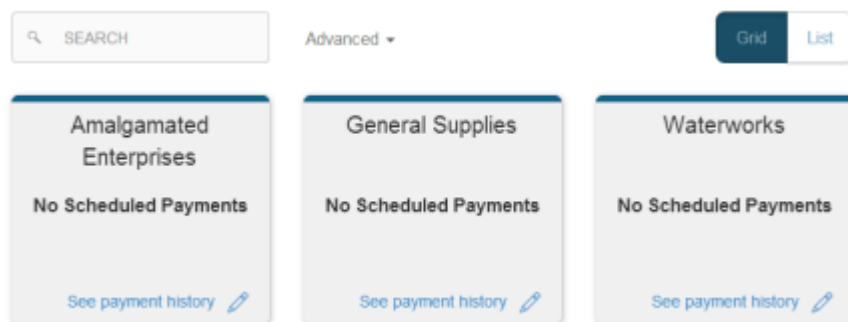 SEARCH
Advanced
Grid
List
Amalgamated
Enterprises
No Scheduled Payments
See payment history
General Supplies
No Scheduled Payments
See payment history
Waterworks
No Scheduled Payments
See payment history